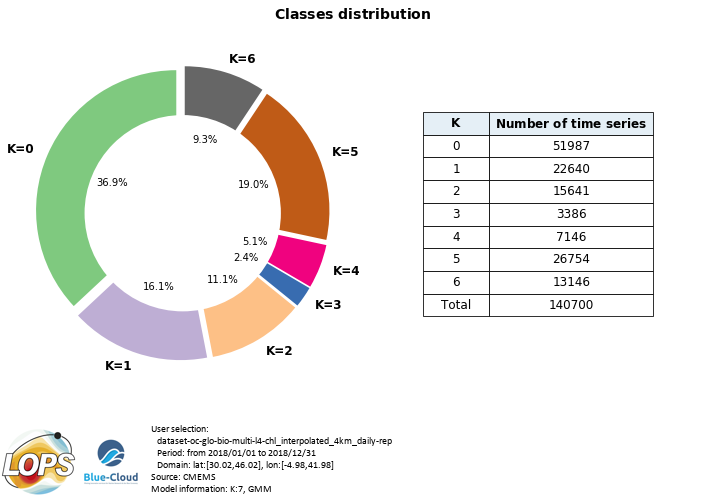 Classes distribution
K=6
K=0
K=5
K=4
K=3
K=2
K=1
9.3%
36.9%
19.0%
5.1%
2.4%
11.1%
16.1%
K Number of time series
0 51987
1 22640
2 15641
3 3386
4 7146
5 26754
6 13146
Total 140700
User selection:
dataset-oc-glo-bio-multi-l4-chl_interpolated_4km_daily-rep
Period: from 2018/01/01 to 2018/12/31
Domain: lat:[30.02,46.02], lon:[-4.98,41.98]
Source: CMEMS
Model information: K:7, GMM
LOPS
Blue-Cloud